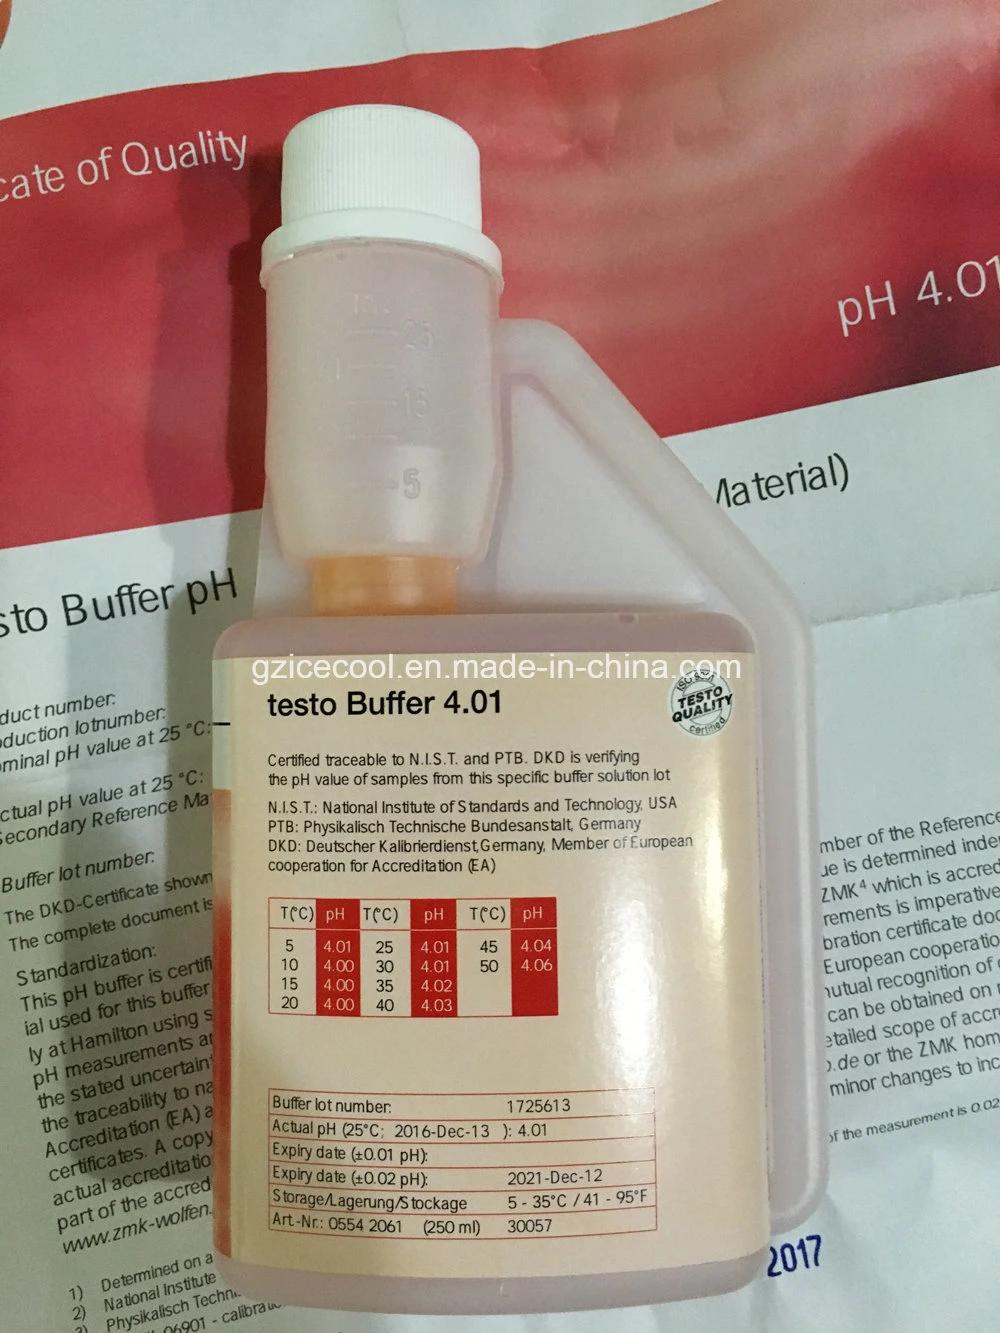 cate of Quality
pH 4.01
Material)
sto Buffer pH
25
15
5
gzicecool.en.made-in-china.com
testo Buffer 4.01
TESTO
QUALITY
certified
Certified traceable to N.I.S.T. and PTB. DKD is verifying
the pH value of samples from this specific buffer solution lot
N.I.S.T.: National Institute of Standards and Technology, USA
PTB: Physikalisch Technische Bundesanstalt, Germany
DKD: Deutscher Kalibrierdienst,Germany, Member of European
cooperation for Accreditation (EA)
T(°C) pH T(°C) pH T(°C) pH
5 4.01 25 4.01 45 4.04
10 4.00 30 4.01 50 4.06
15 4.00 35 4.02
20 4.00 40 4.03
Buffer lot number: 1725613
Actual pH (25°C; 2016-Dec-13 ): 4.01
Expiry date (±0.01 pH):
Expiry date (±0.02 pH): 2021-Dec-12
Storage/Lagerung/Stockage 5 - 35°C / 41 - 95°F
Art.-Nr.: 0554 2061 (250 ml) 30057
duct number:
oduction lotnumber:
minal pH value at 25 °C:
ctual pH value at 25 °C:
Secondary Reference Ma
Buffer lot number:
The DKD-Certificate shown
The complete document is
Standardization:
This pH buffer is certifi
ial used for this buffer
ly at Hamilton using s
pH measurements ar
the stated uncertain
the traceability to na
Accreditation (EA) a
certificates. A copy
actual accreditatio
part of the accred
www.zmk-wolfen.
1) Determined on a
2) National Institute
Physikalisch Techn
06901 - calibratio
mber of the Reference
ue is determined inde
ZMK4 which is accred
rements is imperative
bration certificate doc
European cooperatio
utual recognition of
can be obtained on
etailed scope of accr
.de or the ZMK hom
minor changes to inc
of the measurement is 0.02
2017